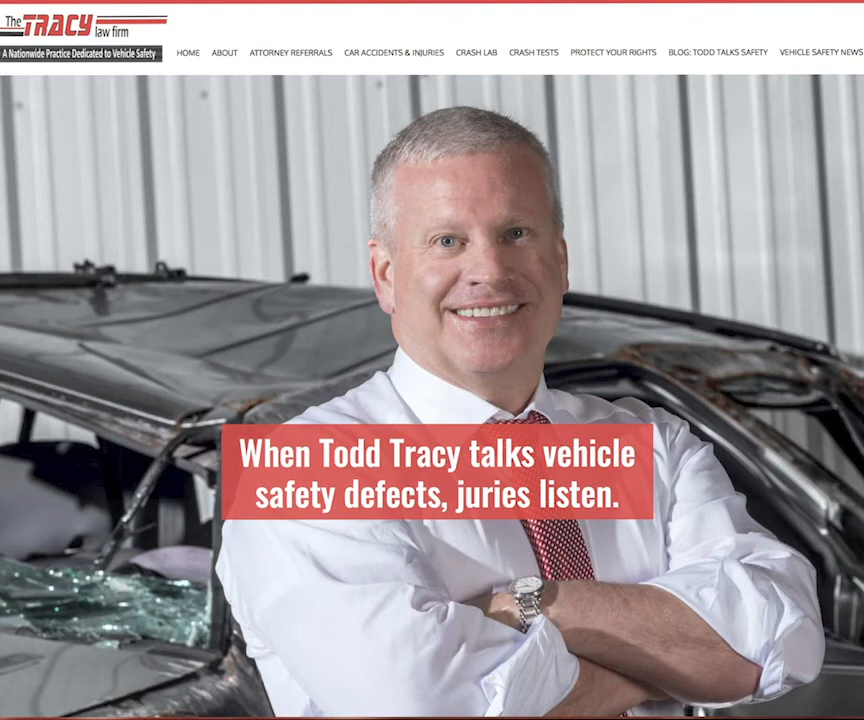 The TRACY law firm
A Nationwide Practice Dedicated to Vehicle Safety
HOME ABOUT ATTORNEY REFERRALS CAR ACCIDENTS & INJURIES CRASH LAB CRASH TESTS PROTECT YOUR RIGHTS BLOG: TODD TALKS SAFETY VEHICLE SAFETY NEWS
When Todd Tracy talks vehicle
safety defects, juries listen.